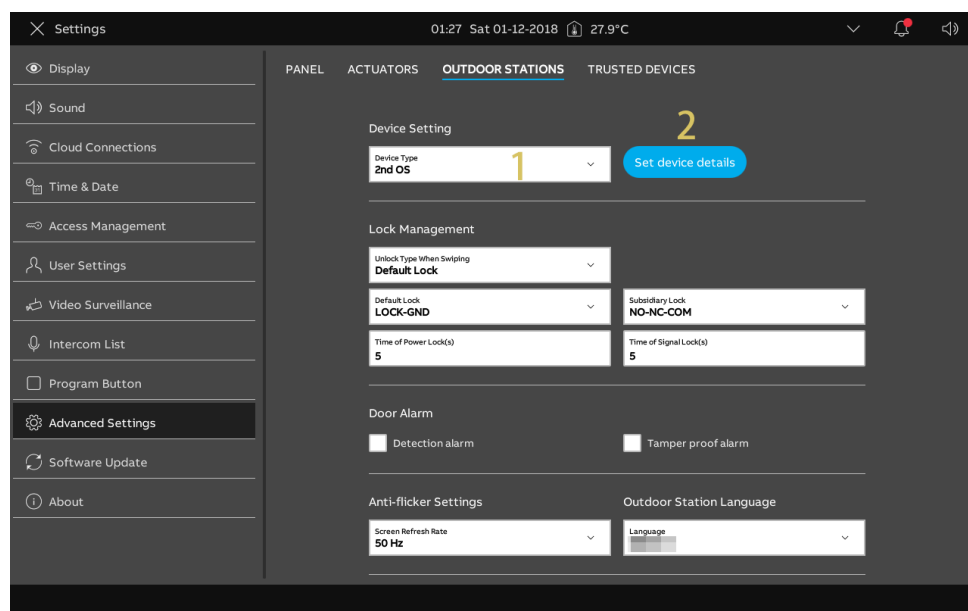 Settings
01:27 Sat 01-12-2018 27.9°C
Display
Sound
Cloud Connections
Time & Date
Access Management
User Settings
Video Surveillance
Intercom List
Program Button
Advanced Settings
Software Update
About
PANEL ACTUATORS OUTDOOR STATIONS TRUSTED DEVICES
Device Setting
2
Device Type
2nd OS
1
Set device details
Lock Management
Unlock Type When Swiping
Default Lock
Default Lock
LOCK-GND
Subsidiary Lock
NO-NC-COM
Time of Power Lock(s)
5
Time of Signal Lock(s)
5
Door Alarm
Detection alarm
Tamper proof alarm
Anti-flicker Settings
Outdoor Station Language
Screen Refresh Rate
50 Hz
Language